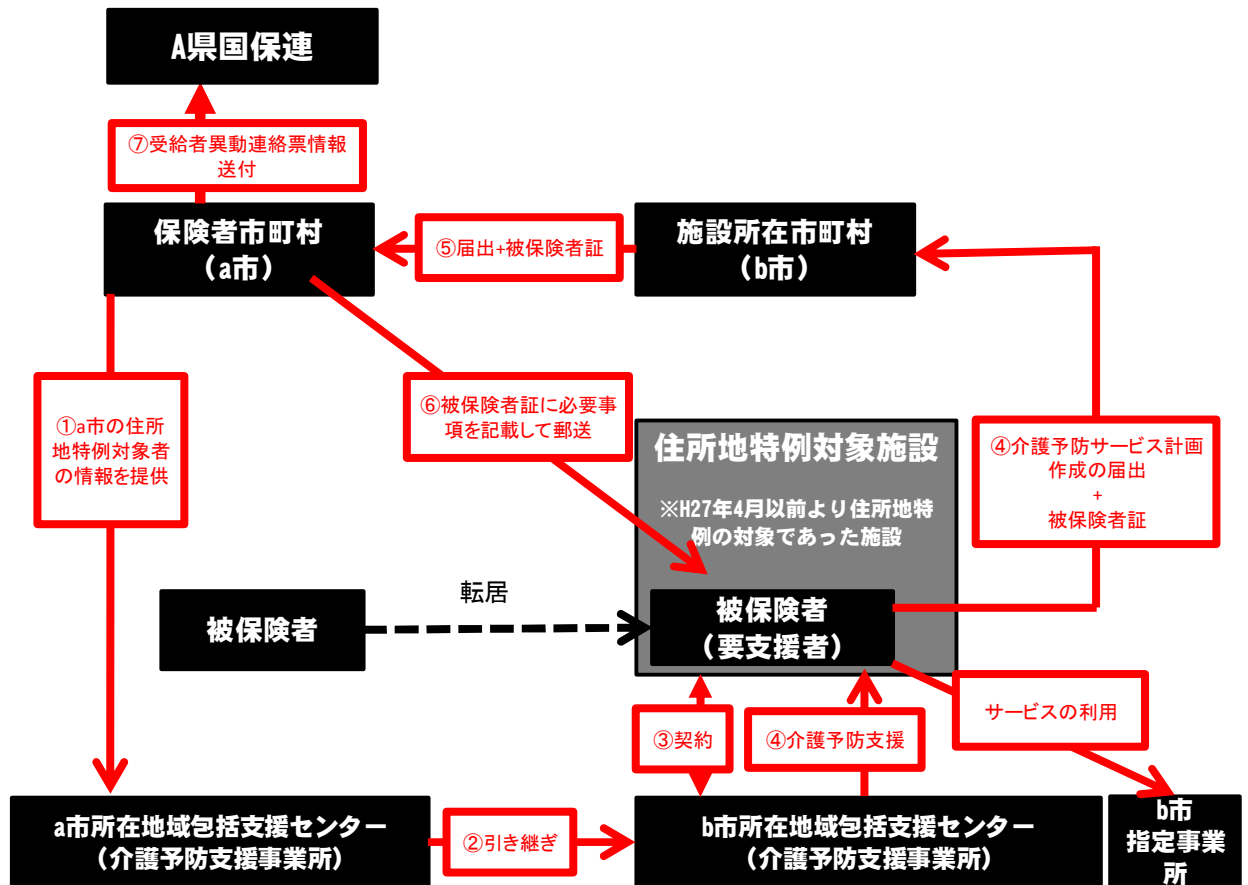 A県国保連
⑦受給者異動連絡票情報
送付
保険者市町村
（a市）
⑤届出+被保険者証
施設所在市町村
（b市）
①a市の住所
地特例対象者
の情報を提供
⑥被保険者証に必要事
項を記載して郵送
住所地特例対象施設
※H27年4月以前より住所地特
例の対象であった施設
④介護予防サービス計画
作成の届出
+
被保険者証
被保険者
転居
被保険者
（要支援者）
サービスの利用
③契約
④介護予防支援
a市所在地域包括支援センター
（介護予防支援事業所）
②引き継ぎ
b市所在地域包括支援センター
（介護予防支援事業所）
b市
指定事業
所